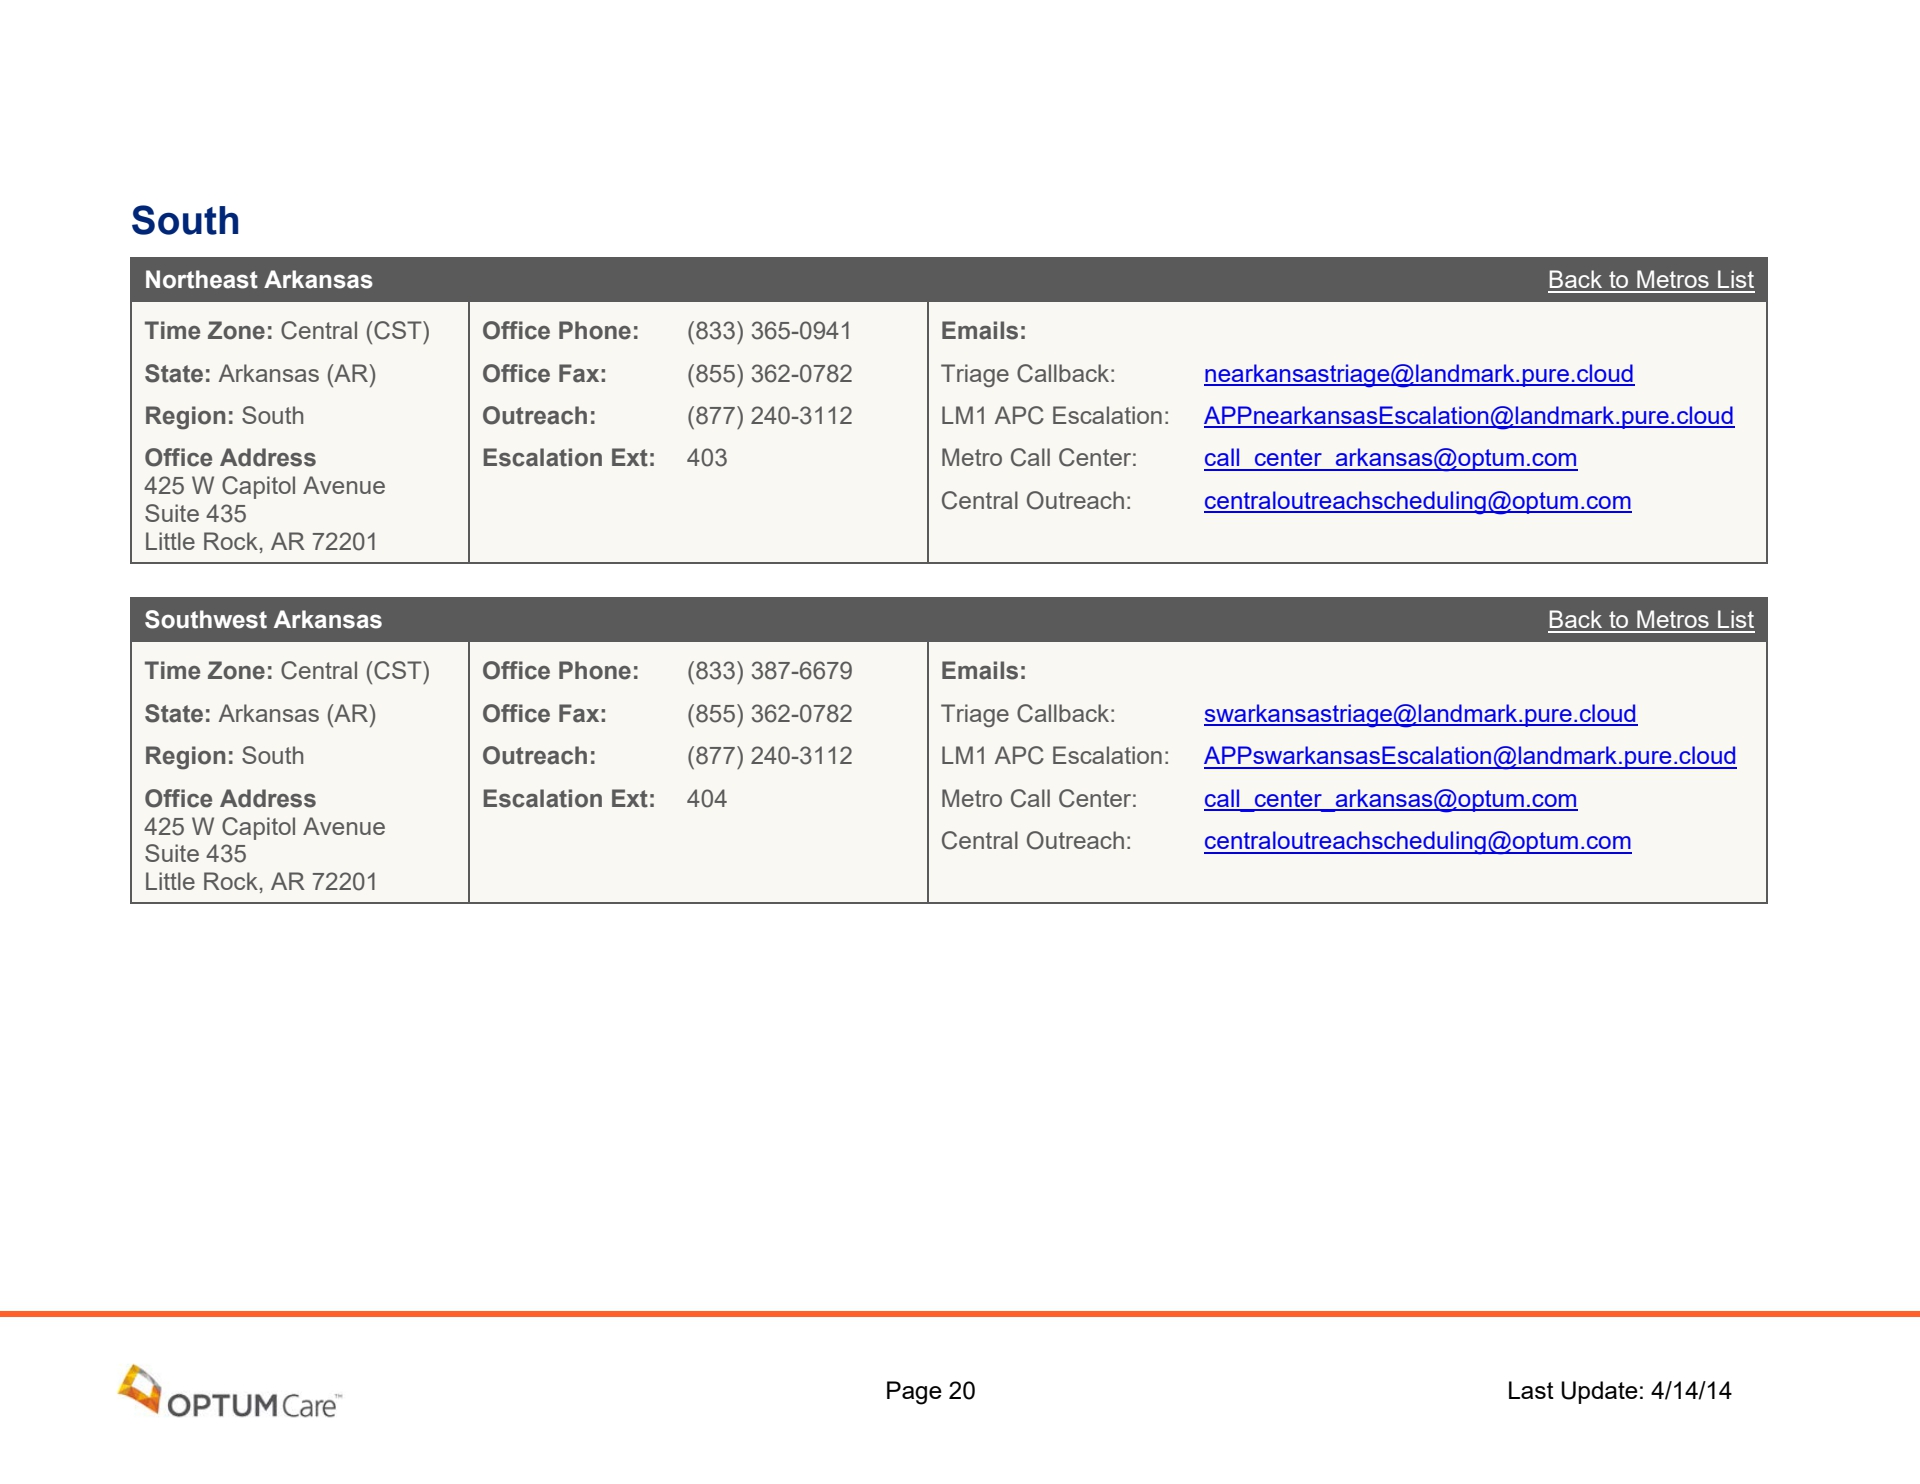 South
Northeast Arkansas Back to Metros List
Time Zone: Central (CST)
State: Arkansas (AR)
Region: South
Office Address
425 W Capitol Avenue
Suite 435
Little Rock, AR 72201
Office Phone: (833) 365-0941
Office Fax: (855) 362-0782
Outreach: (877) 240-3112
Escalation Ext: 403
Emails:
Triage Callback: nearkansastriage@landmark.pure.cloud
LM1 APC Escalation: APPnearkansasEscalation@landmark.pure.cloud
Metro Call Center: call_center_arkansas@optum.com
Central Outreach: centraloutreachscheduling@optum.com
Southwest Arkansas Back to Metros List
Time Zone: Central (CST)
State: Arkansas (AR)
Region: South
Office Address
425 W Capitol Avenue
Suite 435
Little Rock, AR 72201
Office Phone: (833) 387-6679
Office Fax: (855) 362-0782
Outreach: (877) 240-3112
Escalation Ext: 404
Emails:
Triage Callback: swarkansastriage@landmark.pure.cloud
LM1 APC Escalation: APPswarkansasEscalation@landmark.pure.cloud
Metro Call Center: call_center_arkansas@optum.com
Central Outreach: centraloutreachscheduling@optum.com
OPTUMCare™ Page 20 Last Update: 4/14/14